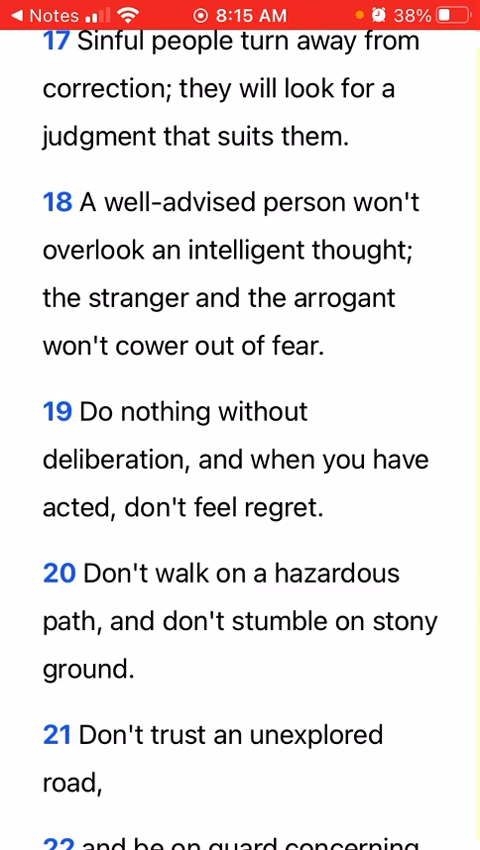 Notes 8:15 AM 38%
17 Sinful people turn away from
correction; they will look for a
judgment that suits them.
18 A well-advised person won't
overlook an intelligent thought;
the stranger and the arrogant
won't cower out of fear.
19 Do nothing without
deliberation, and when you have
acted, don't feel regret.
20 Don't walk on a hazardous
path, and don't stumble on stony
ground.
21 Don't trust an unexplored
road,
22 and be on guard concerning